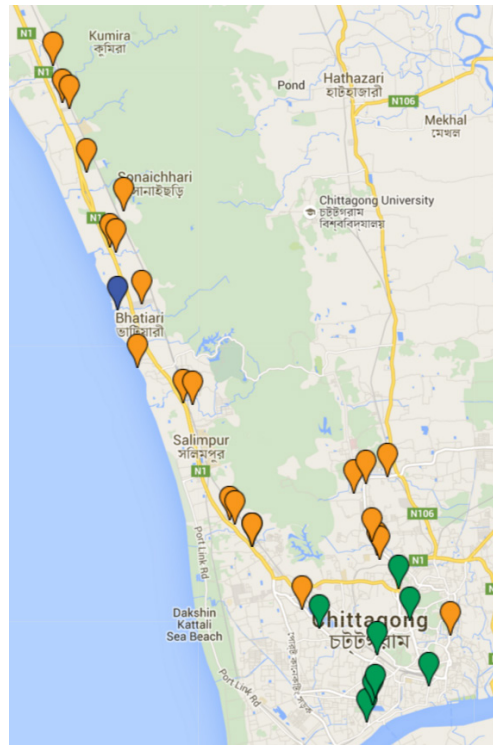 Kumira
কুমিরা
N1
N1
Pond
Hathazari
হাটহাজারী
N106
Mekhal
মেখল
Sonaichhari
সোনাইছড়ি
Chittagong University
চট্টগ্রাম
বিশ্ববিদ্যালয়
N1
Bhatiari
ভাটিয়ারী
Salimpur
সলিমপুর
N1
N106
Port Link Rd
N1
Dakshin
Kattali
Sea Beach
Chittagong
চট্টগ্রাম
Port Link Rd